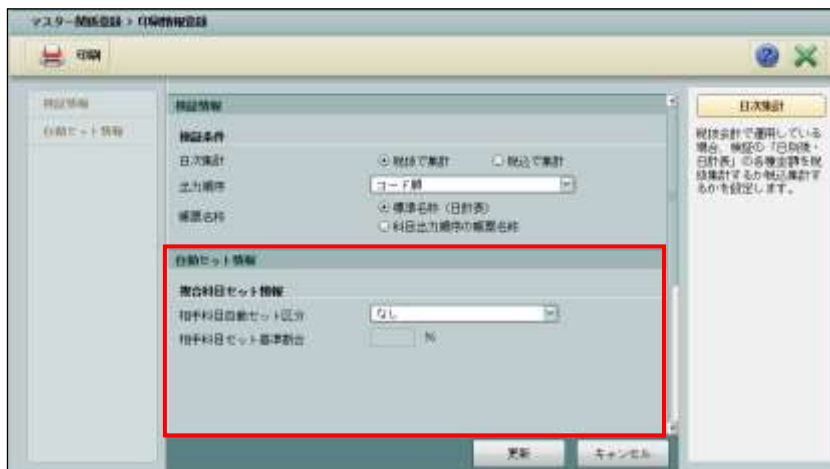 マスター関係登録 > 印刷情報登録
印刷
検証情報
自動セット情報
検証情報
検証条件
日次集計
税抜で集計
税込で集計
出力順序
コード順
帳票名称
標準名称（日計表）
科目出力順序の帳票名称
自動セット情報
複合科目セット情報
相手科目自動セット区分
なし
相手科目セット基準割合
%
更新
キャンセル
日次集計
税抜会計で運用している
場合、検証の「日別残・
日計表」の各種金額を税
抜集計するか税込集計す
るかを設定します。